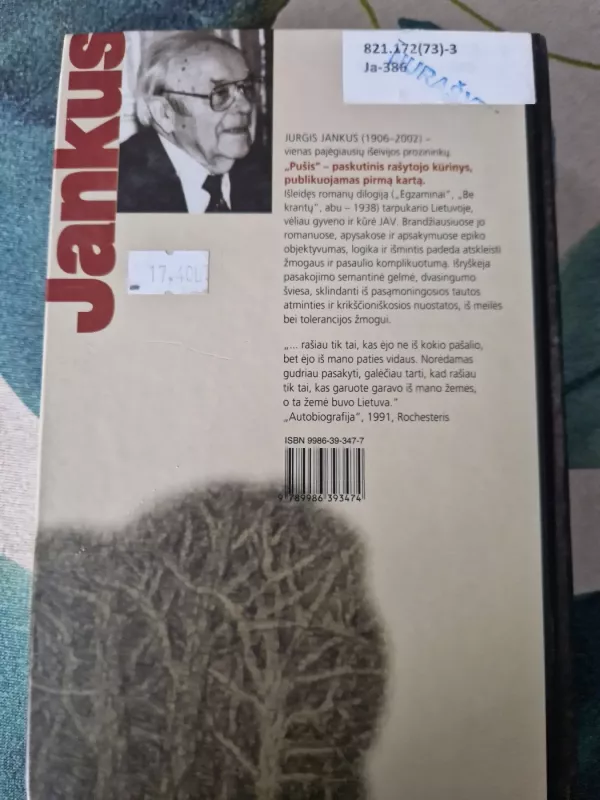 Jankus
821.172(73)-3
Ja-386
NURAŠYTA
17,40LT
JURGIS JANKUS (1906–2002) –
vienas pajėgiausių išeivijos prozininkų.
„Pušis“ – paskutinis rašytojo kūrinys,
publikuojamas pirmą kartą.
Išleidęs romanų dilogiją („Egzaminai“, „Be
krantų“, abu – 1938) tarpukario Lietuvoje,
vėliau gyveno ir kūrė JAV. Brandžiausiuose jo
romanuose, apysakose ir apsakymuose epiko
objektyvumas, logika ir išmintis padeda atskleisti
žmogaus ir pasaulio komplikuotumą. Išryškėja
pasakojimo semantinė gelmė, dvasingumo
šviesa, sklindanti iš pasąmoningosios tautos
atminties ir krikščioniškosios nuostatos, iš meilės
bei tolerancijos žmogui.
„... rašiau tik tai, kas ėjo ne iš kokio pašalio,
bet ėjo iš mano paties vidaus. Norėdamas
gudriau pasakyti, galėčiau tarti, kad rašiau
tik tai, kas garuote garavo iš mano žemės,
o ta žemė buvo Lietuva.“
„Autobiografija“, 1991, Rochesteris
ISBN 9986-39-347-7
9 789986 393474